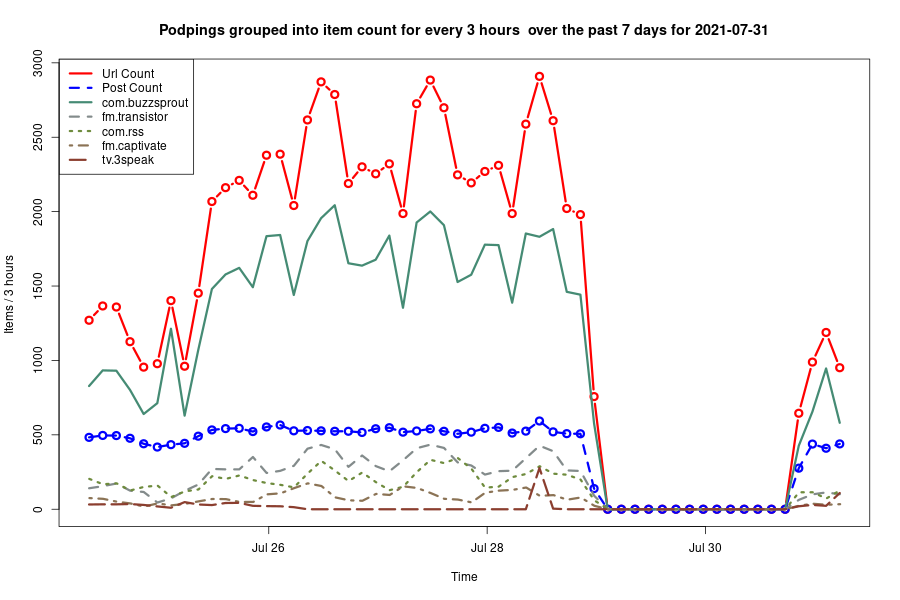 Podpings grouped into item count for every 3 hours  over the past 7 days for 2021-07-31
Url Count
Post Count
com.buzzsprout
fm.transistor
com.rss
fm.captivate
tv.3speak
Items / 3 hours
3000
2500
2000
1500
1000
500
0
Jul 26
Jul 28
Jul 30
Time